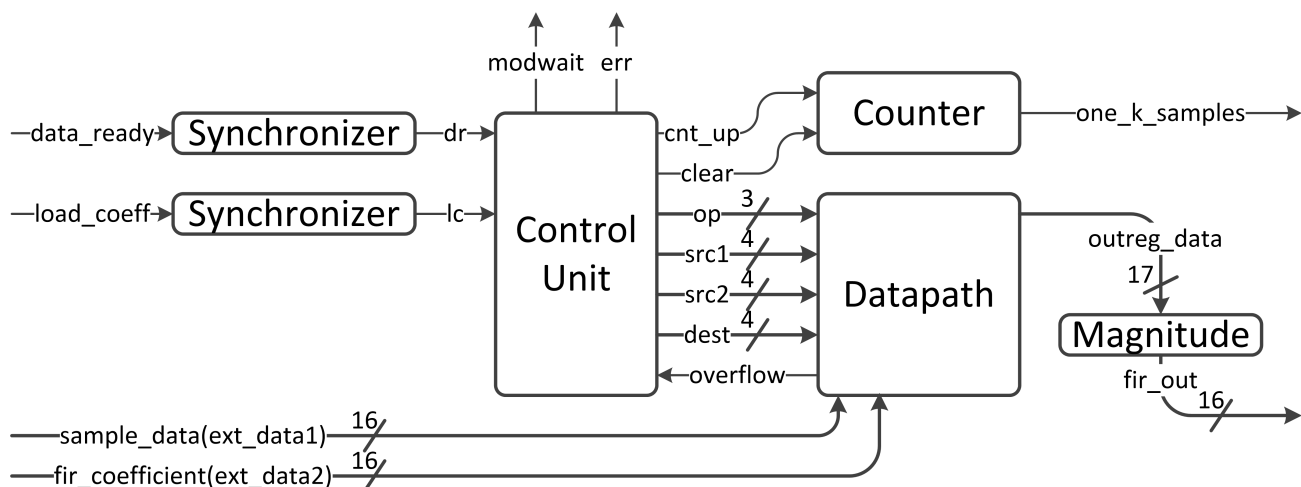 modwait err
data_ready Synchronizer dr
cnt_up
Counter
one_k_samples
clear
load_coeff Synchronizer lc
Control
Unit
op 3
src1 4
src2 4
dest 4
overflow
Datapath
outreg_data
17
Magnitude
fir_out
16
sample_data(ext_data1) 16
fir_coefficient(ext_data2) 16